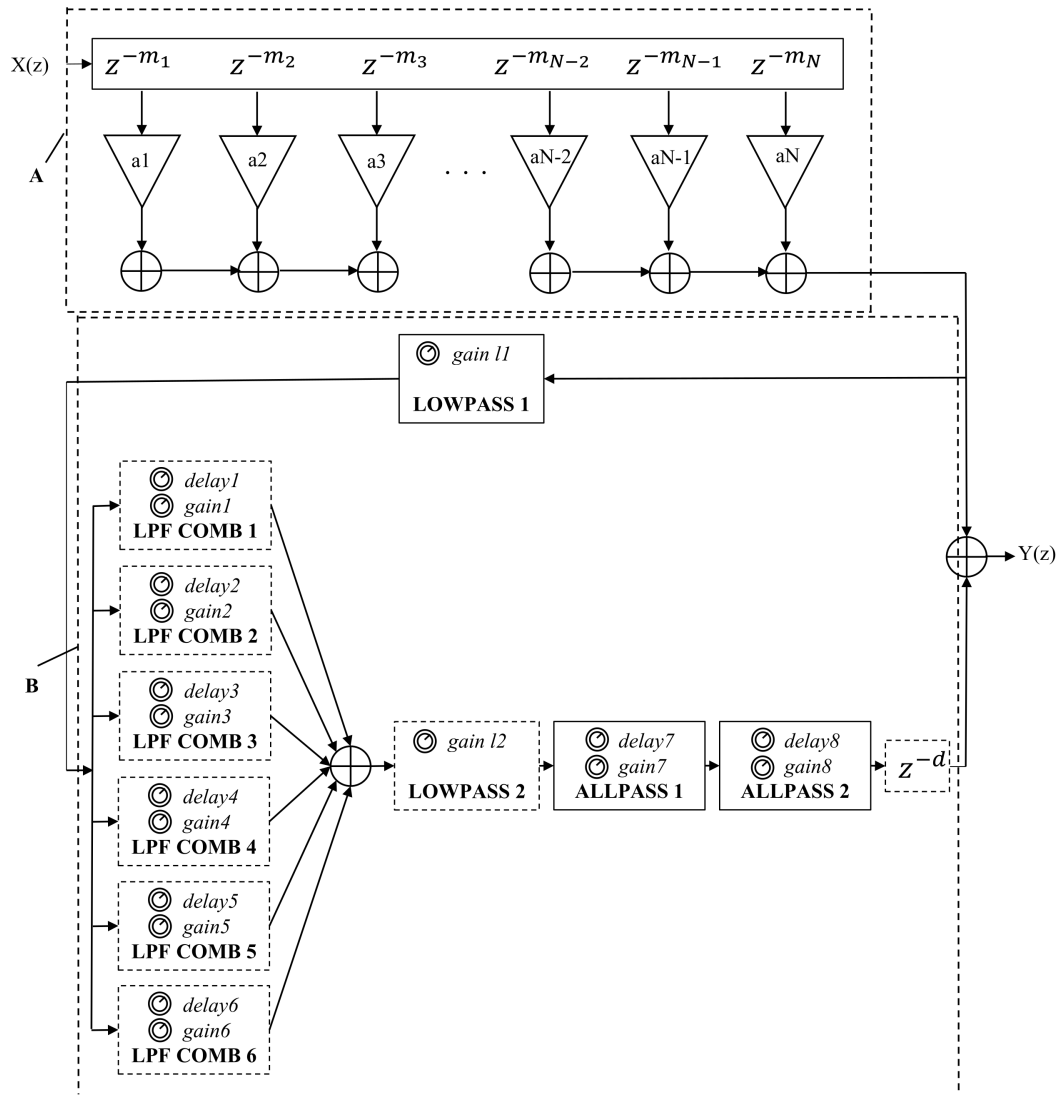 X(z)
z^{-m_1} z^{-m_2} z^{-m_3} z^{-m_{N-2}} z^{-m_{N-1}} z^{-m_N}
a1 a2 a3 . . . aN-2 aN-1 aN
A
gain l1
LOWPASS 1
delay1
gain1
LPF COMB 1
Y(z)
delay2
gain2
LPF COMB 2
B
delay3
gain3
LPF COMB 3
gain l2
LOWPASS 2
delay7
gain7
ALLPASS 1
delay8
gain8
ALLPASS 2
z^{-d}
delay4
gain4
LPF COMB 4
delay5
gain5
LPF COMB 5
delay6
gain6
LPF COMB 6